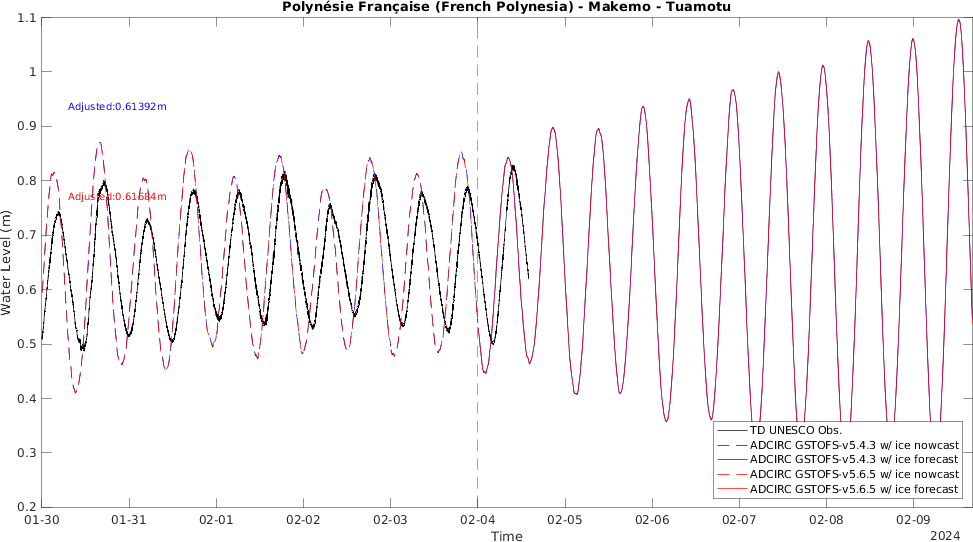 Polynésie Française (French Polynesia) - Makemo - Tuamotu
1.1
1
0.9
0.8
0.7
0.6
0.5
0.4
0.3
0.2
Water Level (m)
Adjusted:0.61392m
Adjusted:0.61684m
TD UNESCO Obs.
ADCIRC GSTOFS-v5.4.3 w/ ice nowcast
ADCIRC GSTOFS-v5.4.3 w/ ice forecast
ADCIRC GSTOFS-v5.6.5 w/ ice nowcast
ADCIRC GSTOFS-v5.6.5 w/ ice forecast
01-30 01-31 02-01 02-02 02-03 02-04 02-05 02-06 02-07 02-08 02-09
Time
2024